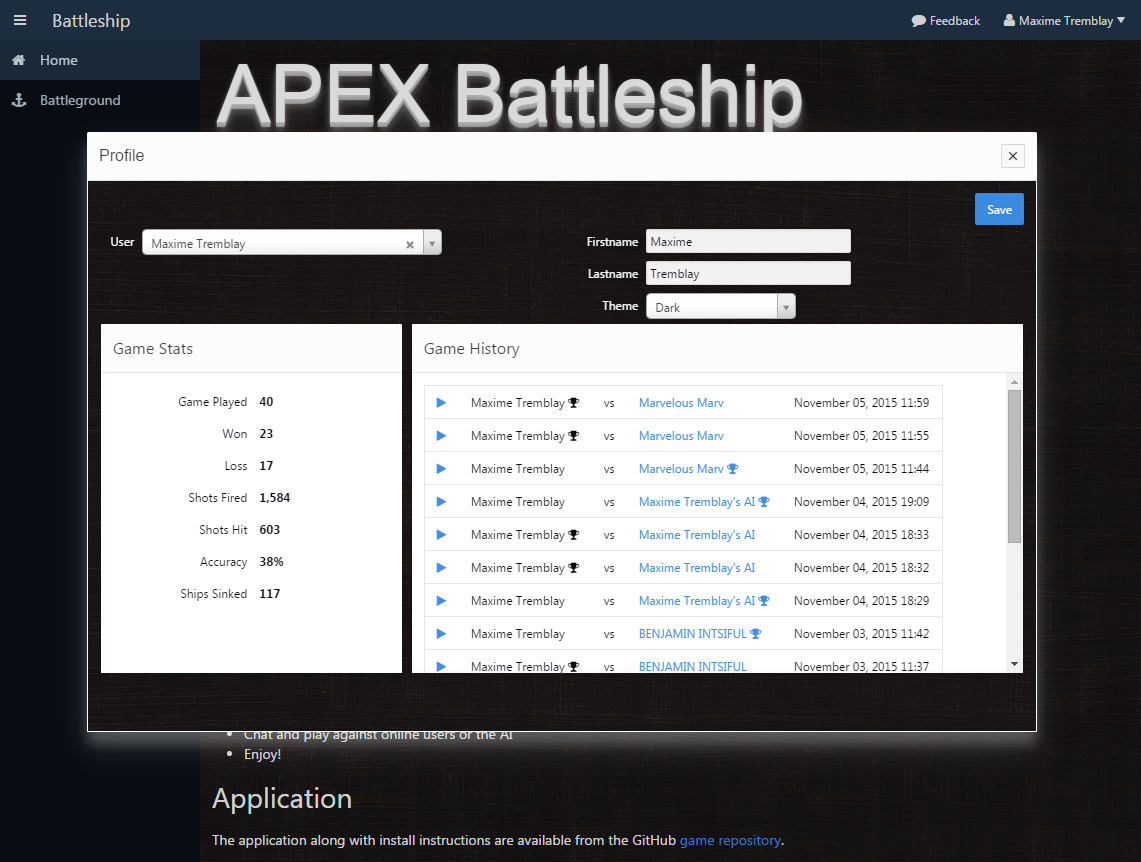 Battleship
Feedback
Maxime Tremblay
Home
Battleground
APEX Battleship
Profile
Save
User Maxime Tremblay
Firstname Maxime
Lastname Tremblay
Theme Dark
Game Stats
Game Played 40
Won 23
Loss 17
Shots Fired 1,584
Shots Hit 603
Accuracy 38%
Ships Sinked 117
Game History
Maxime Tremblay vs Marvelous Marv November 05, 2015 11:59
Maxime Tremblay vs Marvelous Marv November 05, 2015 11:55
Maxime Tremblay vs Marvelous Marv November 05, 2015 11:44
Maxime Tremblay vs Maxime Tremblay's AI November 04, 2015 19:09
Maxime Tremblay vs Maxime Tremblay's AI November 04, 2015 18:33
Maxime Tremblay vs Maxime Tremblay's AI November 04, 2015 18:32
Maxime Tremblay vs Maxime Tremblay's AI November 04, 2015 18:29
Maxime Tremblay vs BENJAMIN INTSIFUL November 03, 2015 11:42
Maxime Tremblay vs BENJAMIN INTSIFUL November 03, 2015 11:37
Chat and play against online users or the AI
Enjoy!
Application
The application along with install instructions are available from the GitHub game repository.